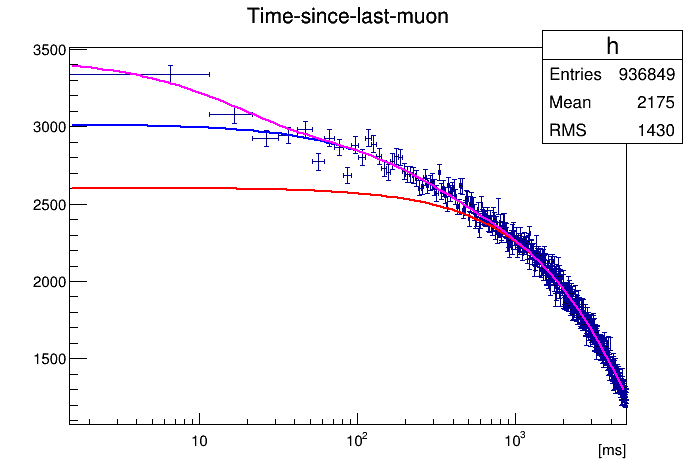 Time-since-last-muon
h
Entries 936849
Mean 2175
RMS 1430
3500
3000
2500
2000
1500
10
10²
10³
[ms]